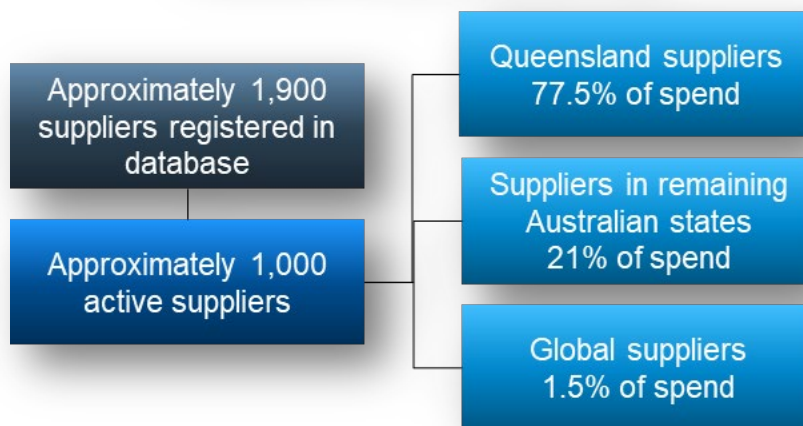 Approximately 1,900
suppliers registered in
database
Approximately 1,000
active suppliers
Queensland suppliers
77.5% of spend
Suppliers in remaining
Australian states
21% of spend
Global suppliers
1.5% of spend